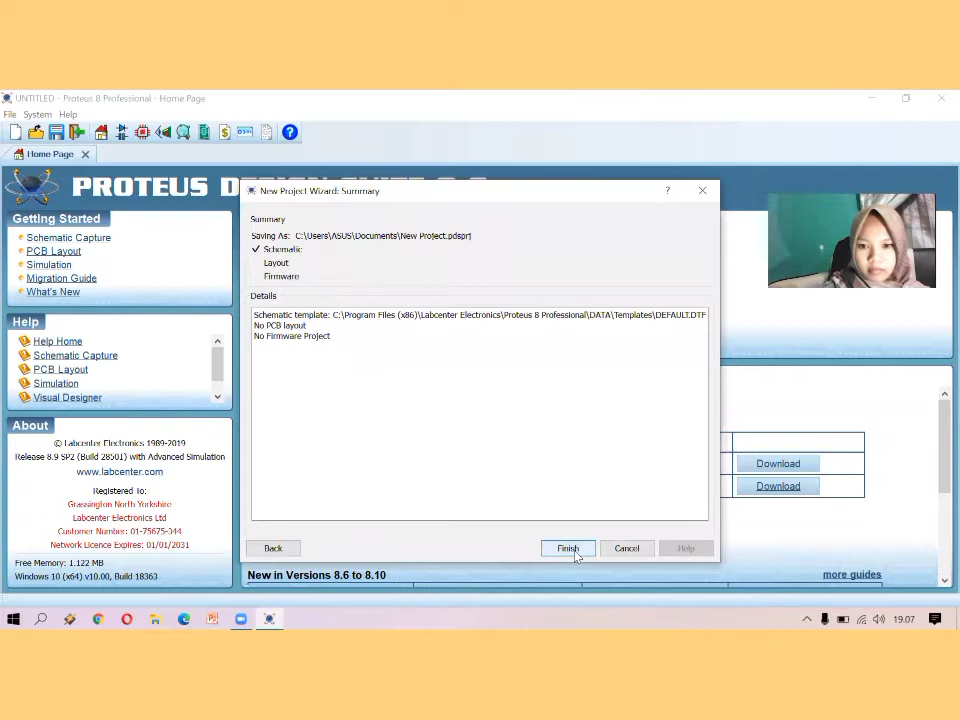 UNTITLED - Proteus 8 Professional - Home Page
File System Help
Home Page
PROTEUS D
Getting Started
Schematic Capture
PCB Layout
Simulation
Migration Guide
What's New
Help
Help Home
Schematic Capture
PCB Layout
Simulation
Visual Designer
About
© Labcenter Electronics 1989-2019
Release 8.9 SP2 (Build 28501) with Advanced Simulation
www.labcenter.com
Registered To:
Grassington North Yorkshire
Labcenter Electronics Ltd
Customer Number: 01-75675-344
Network Licence Expires: 01/01/2031
Free Memory: 1.122 MB
Windows 10 (x64) v10.00, Build 18363
New Project Wizard: Summary
Summary
Saving As: C:\Users\ASUS\Documents\New Project.pdsprj
Schematic
Layout
Firmware
Details
Schematic template: C:\Program Files (x86)\Labcenter Electronics\Proteus 8 Professional\DATA\Templates\DEFAULT.DTF
No PCB layout
No Firmware Project
Back
Finish
Cancel
Help
Download
Download
New in Versions 8.6 to 8.10
more guides
19.07